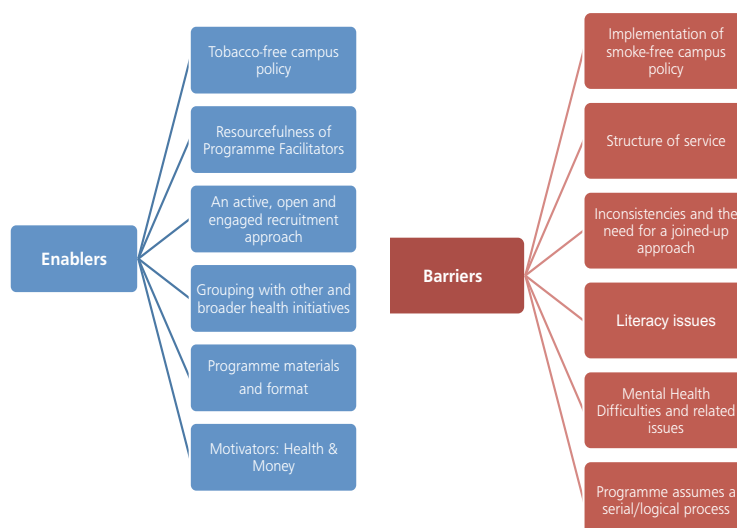 Enablers
Tobacco-free campus
policy
Resourcefulness of
Programme Facilitators
An active, open and
engaged recruitment
approach
Grouping with other and
broader health initiatives
Programme materials
and format
Motivators: Health &
Money
Barriers
Implementation of
smoke-free campus
policy
Structure of service
Inconsistencies and the
need for a joined-up
approach
Literacy issues
Mental Health
Difficulties and related
issues
Programme assumes a
serial/logical process